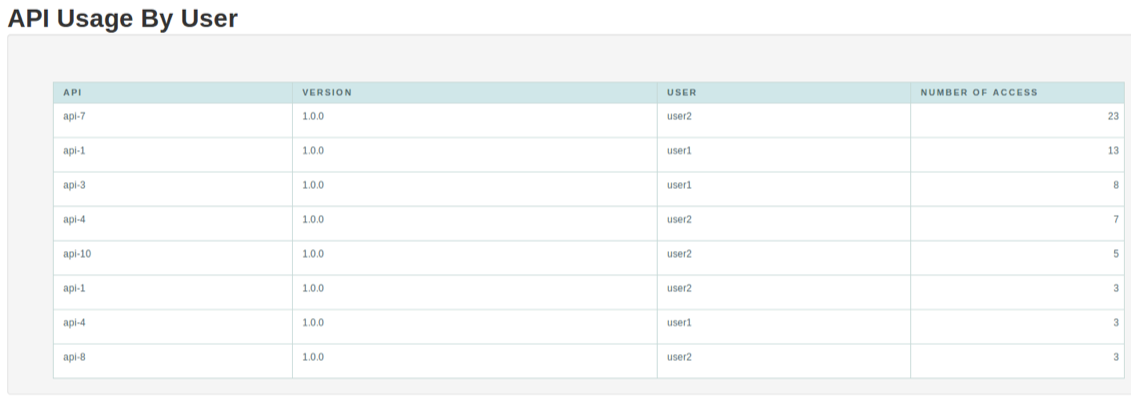 API Usage By User
API VERSION USER NUMBER OF ACCESS
api-7 1.0.0 user2 23
api-1 1.0.0 user1 13
api-3 1.0.0 user1 8
api-4 1.0.0 user2 7
api-10 1.0.0 user2 5
api-1 1.0.0 user2 3
api-4 1.0.0 user1 3
api-8 1.0.0 user2 3